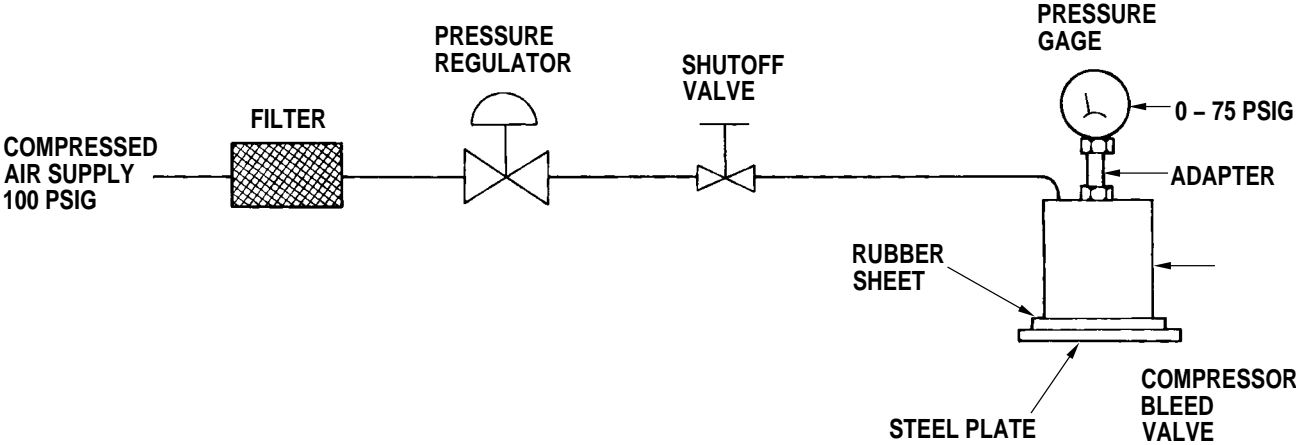 COMPRESSED
AIR SUPPLY
100 PSIG
FILTER
PRESSURE
REGULATOR
SHUTOFF
VALVE
PRESSURE
GAGE
0 – 75 PSIG
ADAPTER
RUBBER
SHEET
STEEL PLATE
COMPRESSOR
BLEED
VALVE